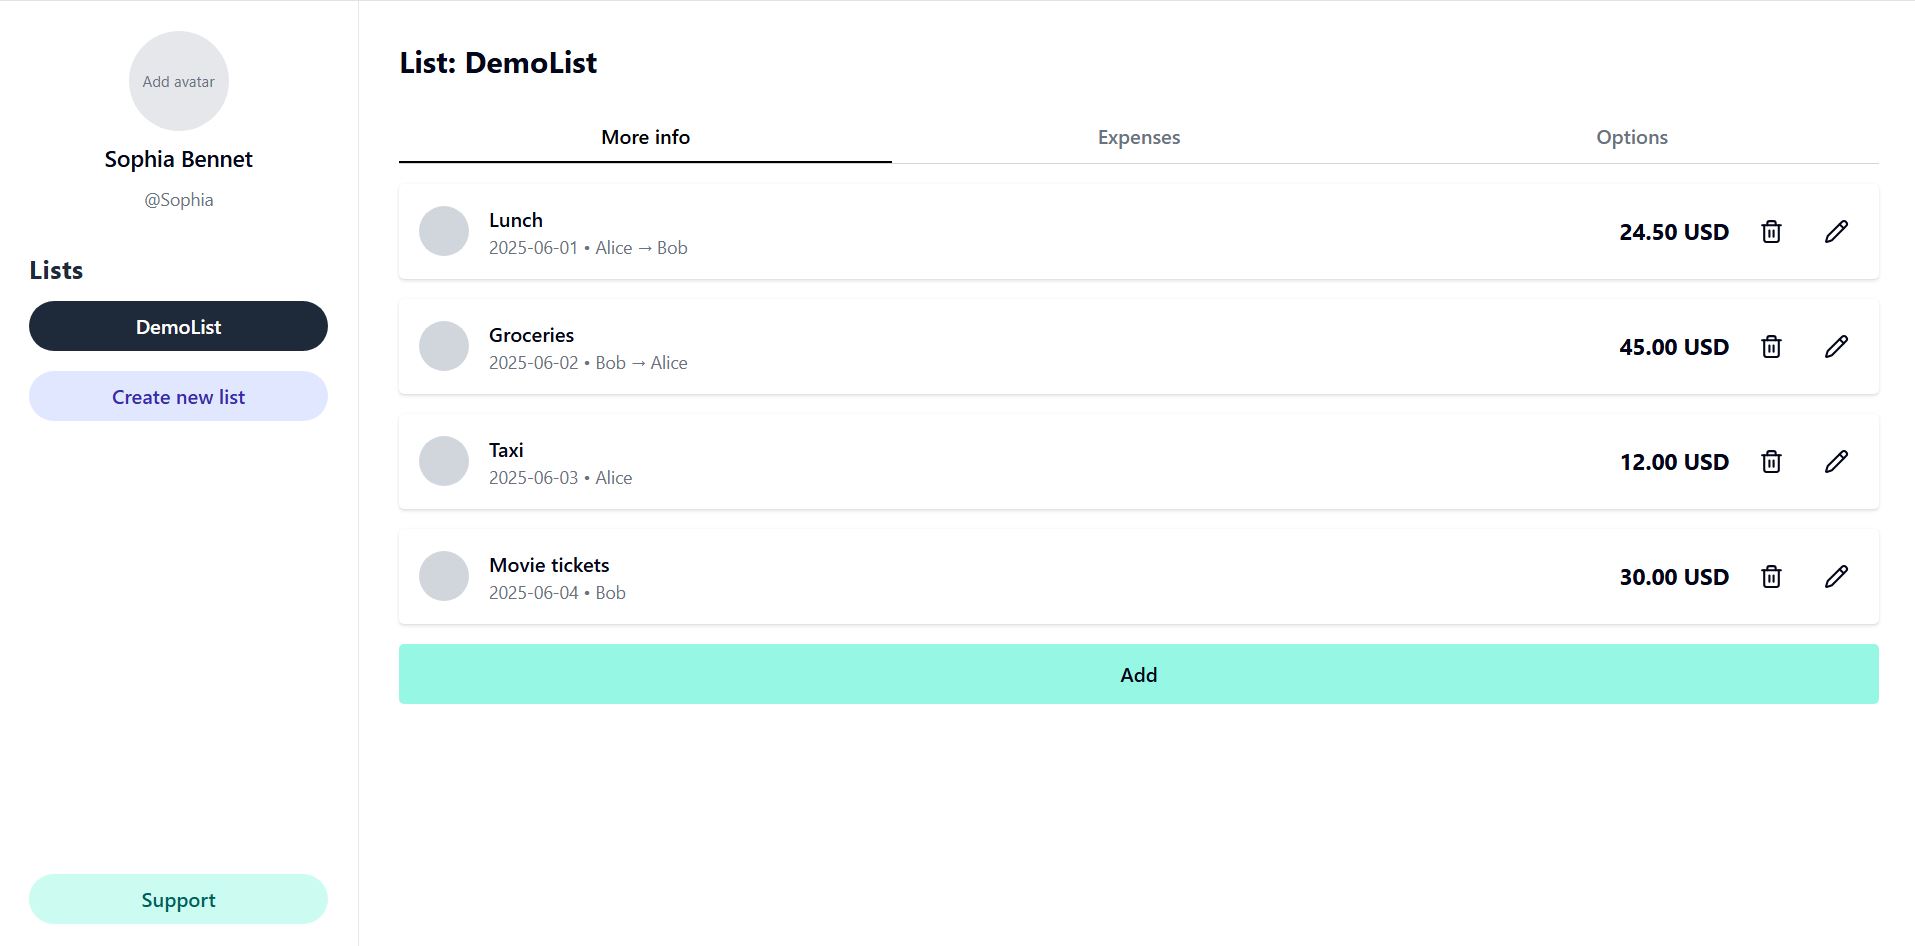 Add avatar
Sophia Bennet
@Sophia
Lists
DemoList
Create new list
Support
List: DemoList
More info
Expenses
Options
Lunch
2025-06-01 • Alice → Bob
24.50 USD
Groceries
2025-06-02 • Bob → Alice
45.00 USD
Taxi
2025-06-03 • Alice
12.00 USD
Movie tickets
2025-06-04 • Bob
30.00 USD
Add